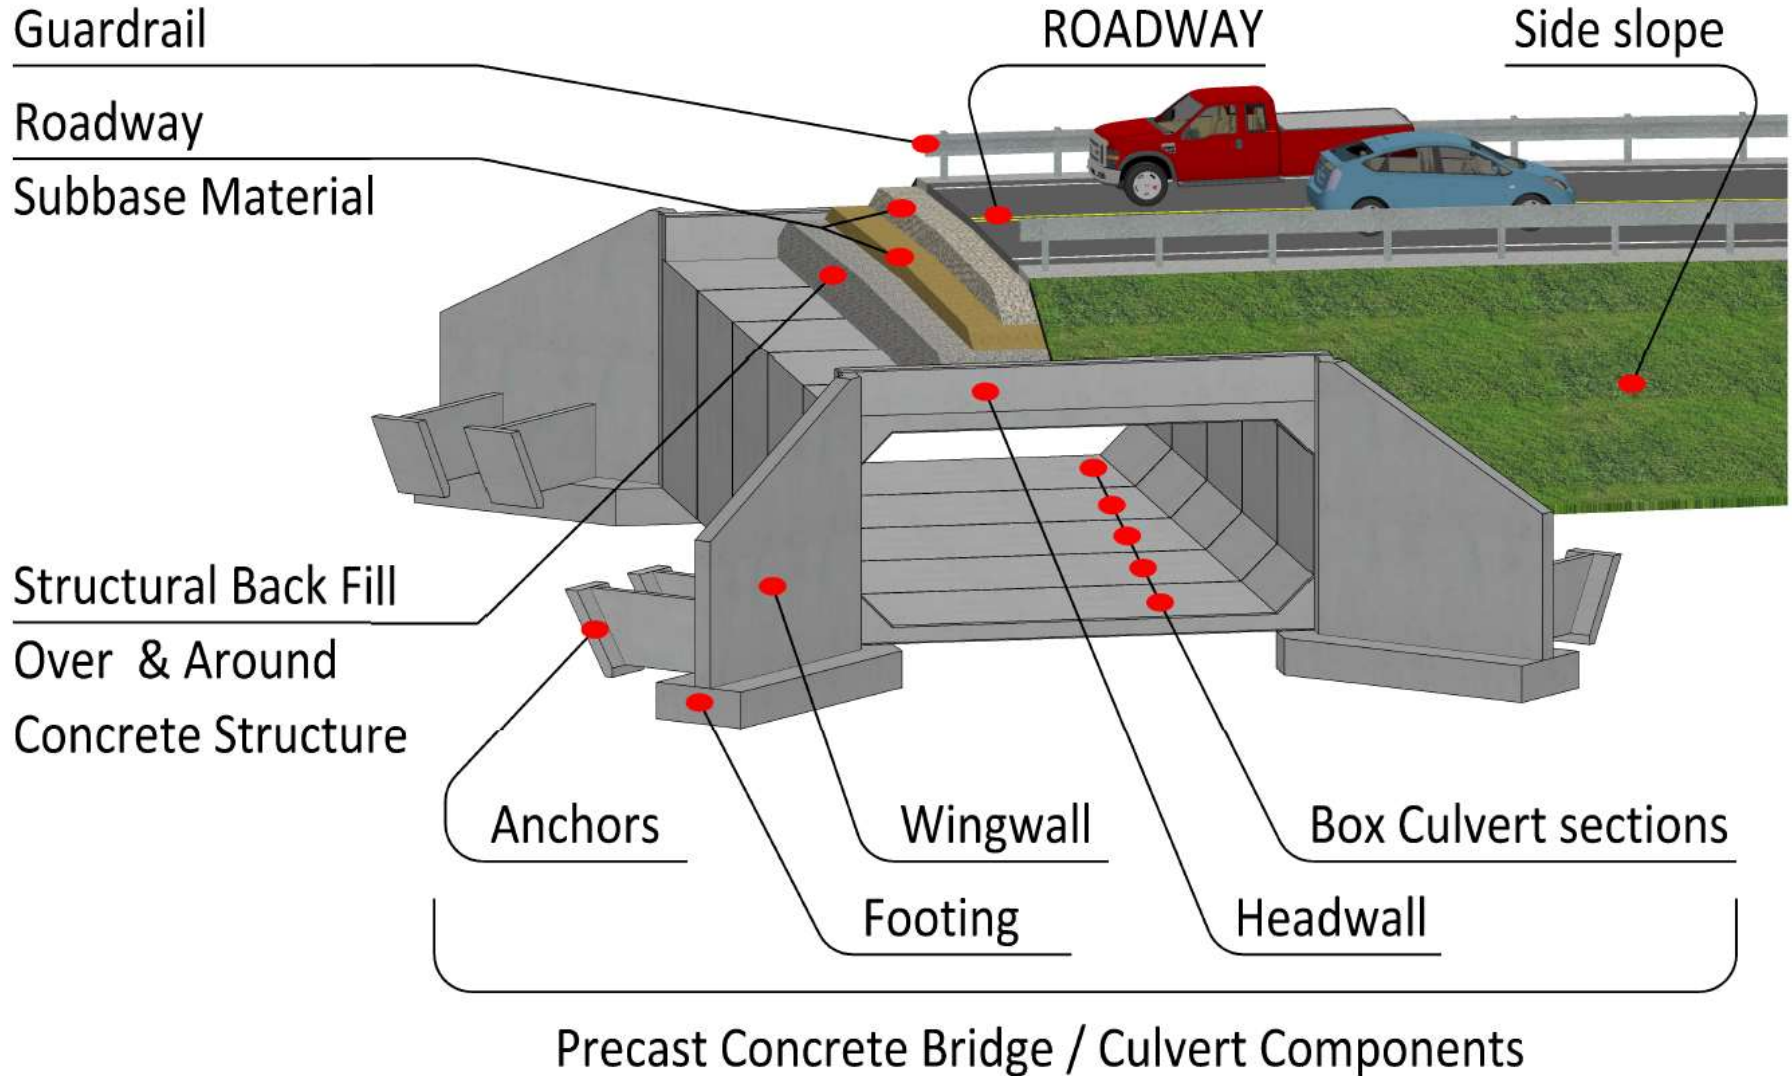 Guardrail
ROADWAY
Side slope
Roadway
Subbase Material
Structural Back Fill
Over & Around
Concrete Structure
Anchors
Wingwall
Box Culvert sections
Footing
Headwall
Precast Concrete Bridge / Culvert Components